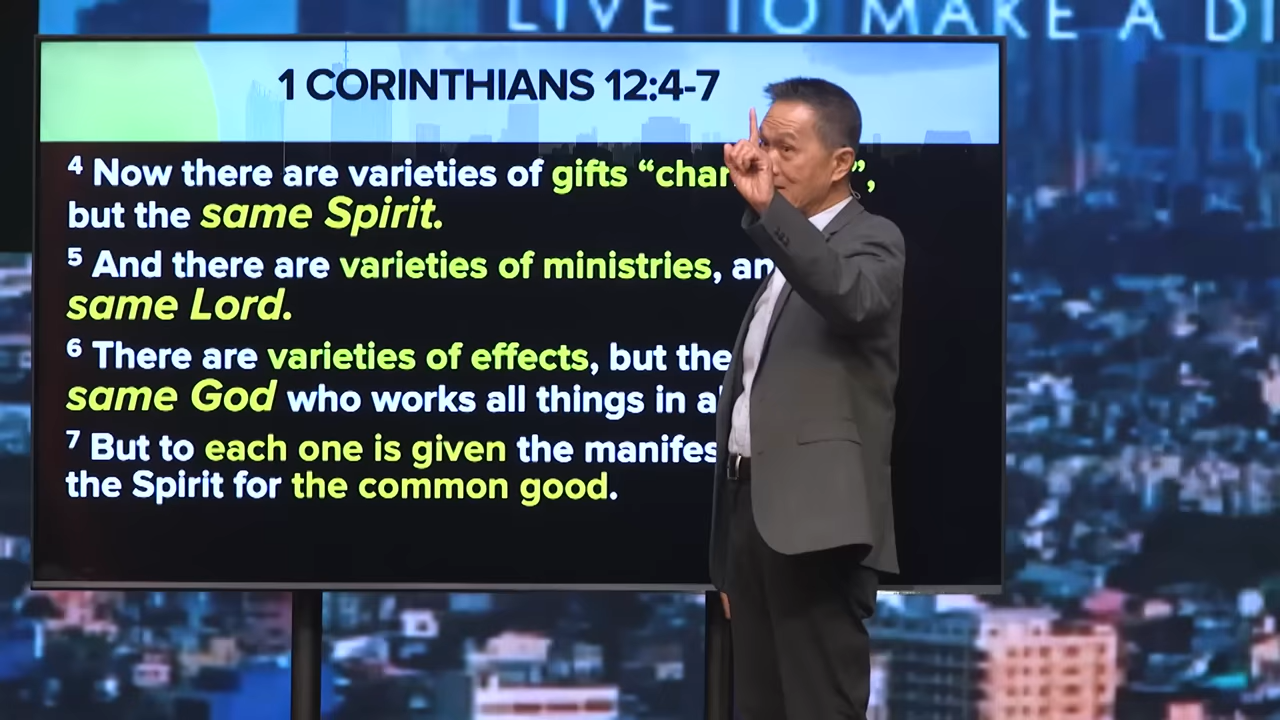 LIVE TO MAKE A DI
1 CORINTHIANS 12:4-7
4 Now there are varieties of gifts “char ”,
but the same Spirit.
5 And there are varieties of ministries, an
same Lord.
6 There are varieties of effects, but the
same God who works all things in al
7 But to each one is given the manifes
the Spirit for the common good.